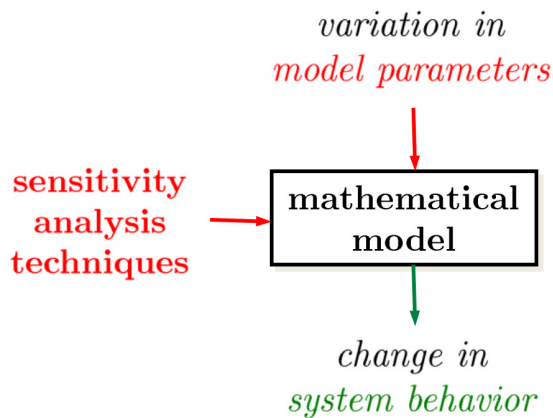 variation in
model parameters
sensitivity
analysis
techniques
mathematical
model
change in
system behavior